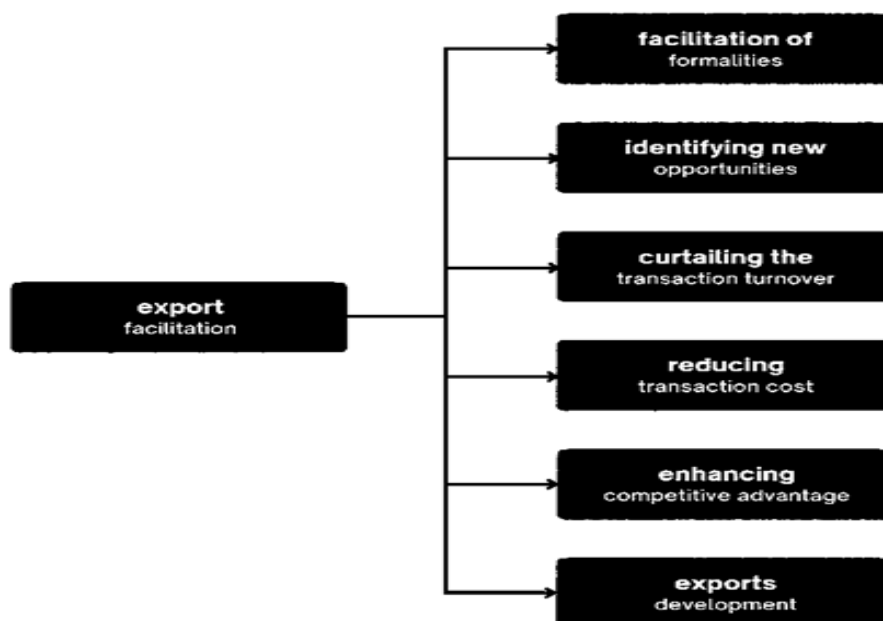 facilitation of
formalities
identifying new
opportunities
curtailing the
transaction turnover
export
facilitation
reducing
transaction cost
enhancing
competitive advantage
exports
development